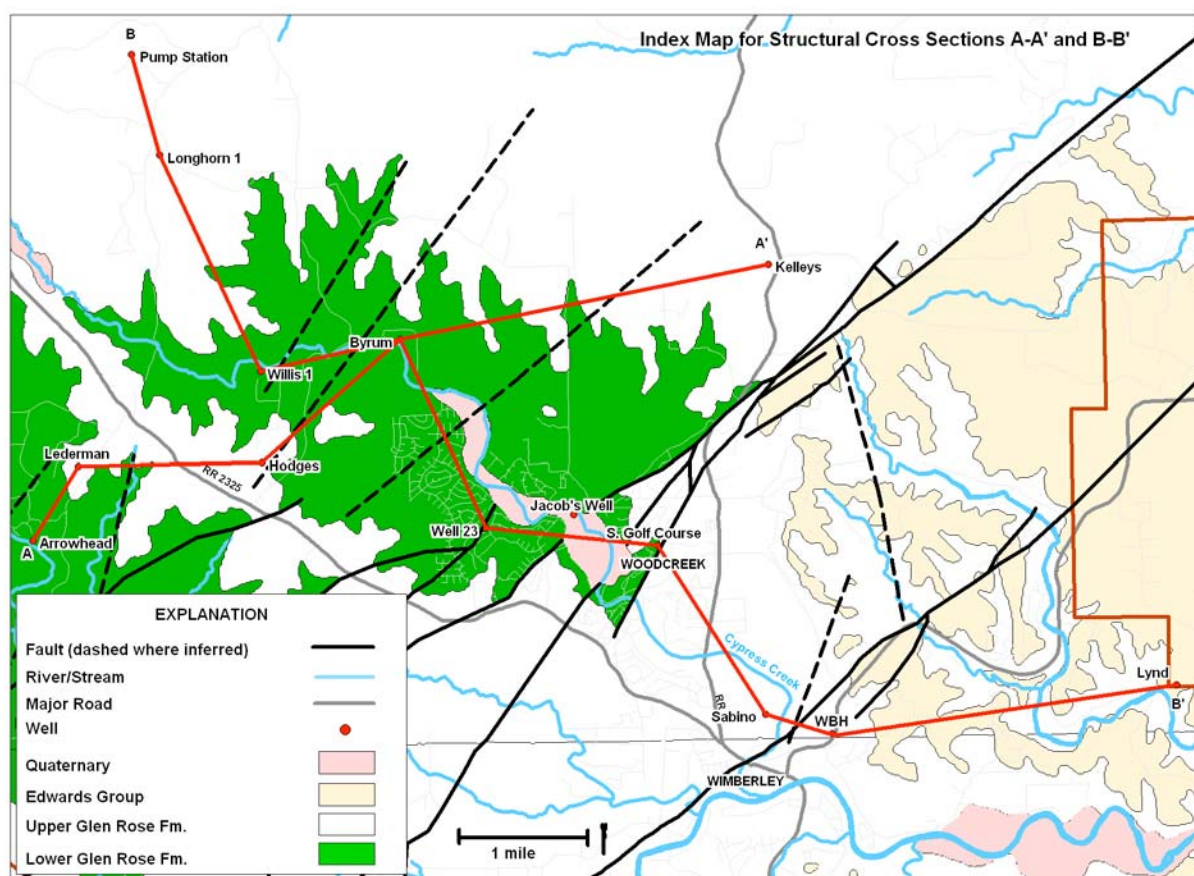 B
Index Map for Structural Cross Sections A-A' and B-B'
Pump Station
Longhorn 1
A'
Kelleys
Byrum
Willis 1
Lederman
Hodges
RR 2325
Jacob's Well
Well 23
S. Golf Course
Arrowhead
A
WOODCREEK
EXPLANATION
Fault (dashed where inferred)
River/Stream
Major Road
Well
Quaternary
Edwards Group
Upper Glen Rose Fm.
Lower Glen Rose Fm.
Cypress Creek
Lynd
RR
B'
Sabino
WBH
WIMBERLEY
1 mile